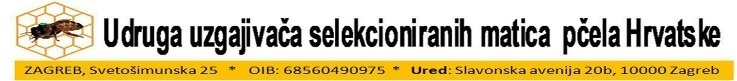 Udruga uzgajivača selekcioniranih matica pčela Hrvatske
ZAGREB, Svetošimunska 25 * OIB: 68560490975 * Ured: Slavonska avenija 20b, 10000 Zagreb